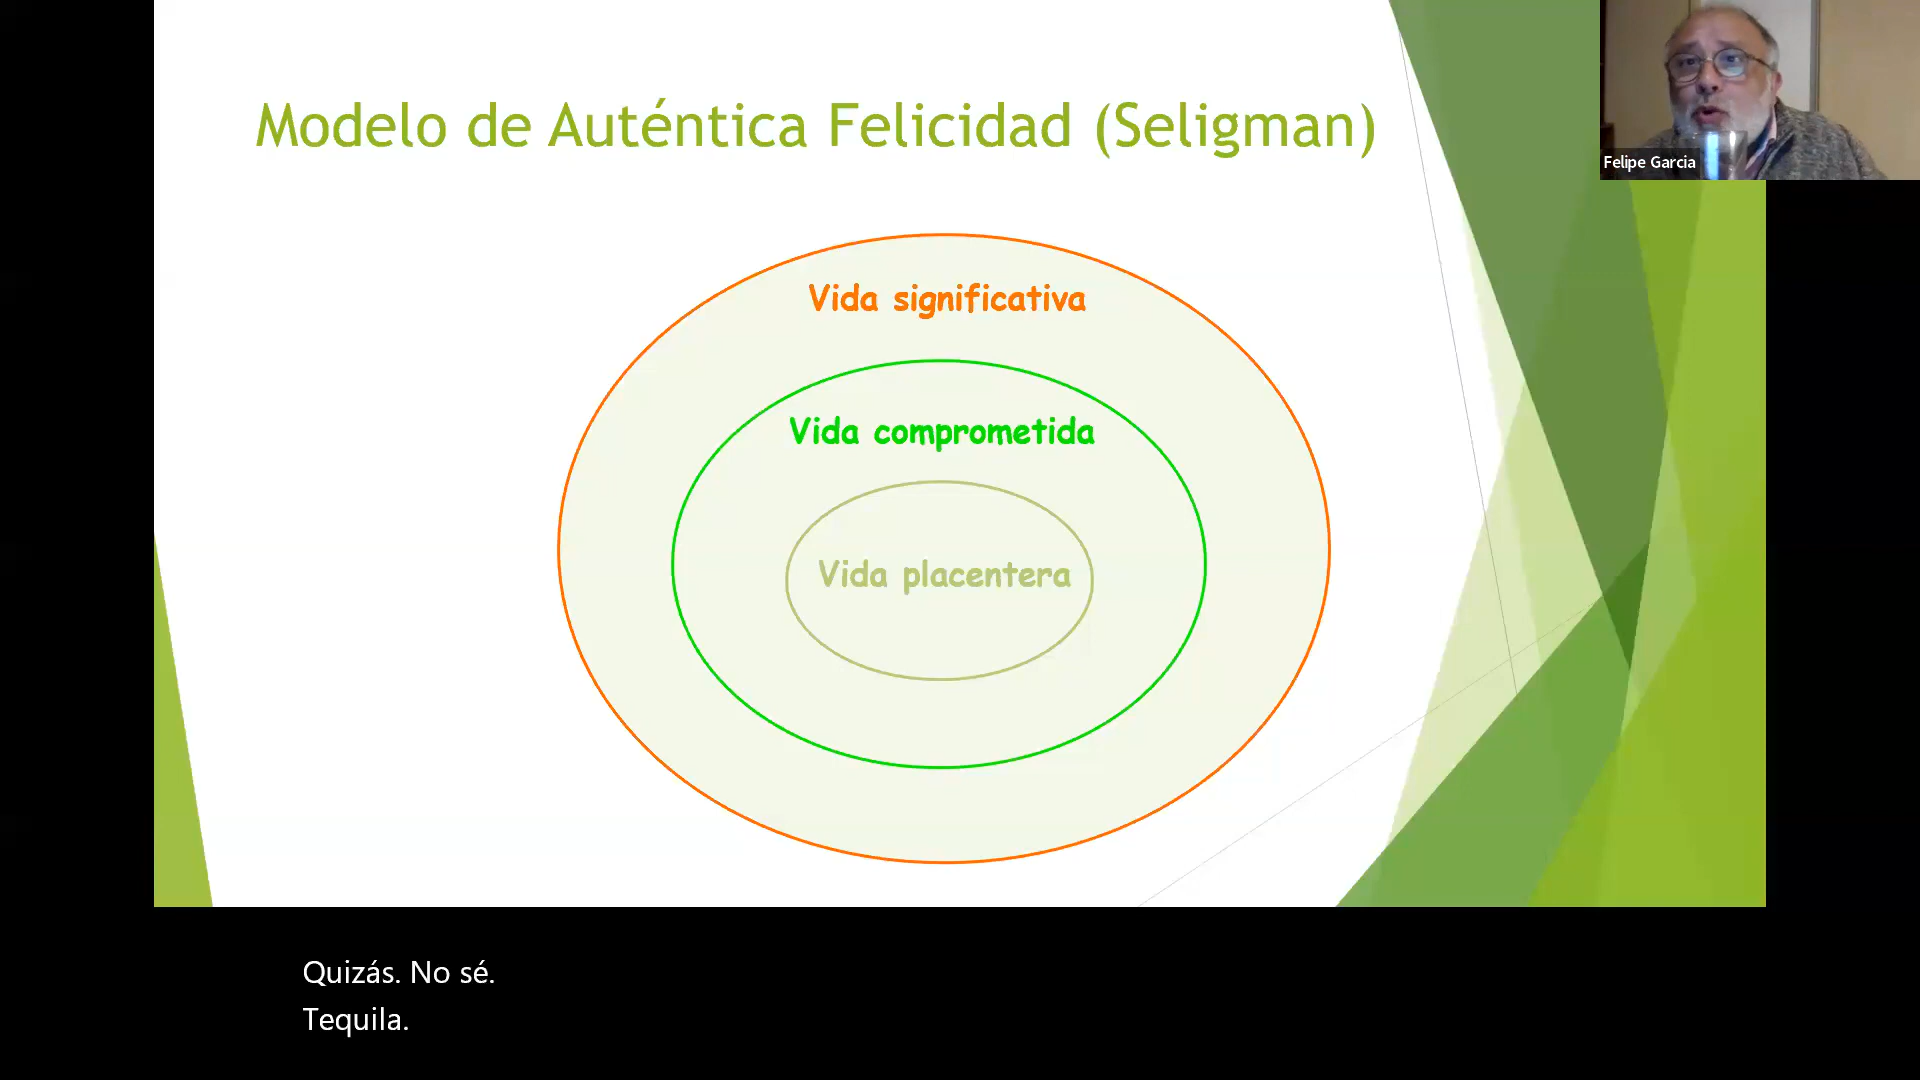 Modelo de Auténtica Felicidad (Seligman)
Felipe Garcia
Vida significativa
Vida comprometida
Vida placentera
Quizás. No sé.
Tequila.